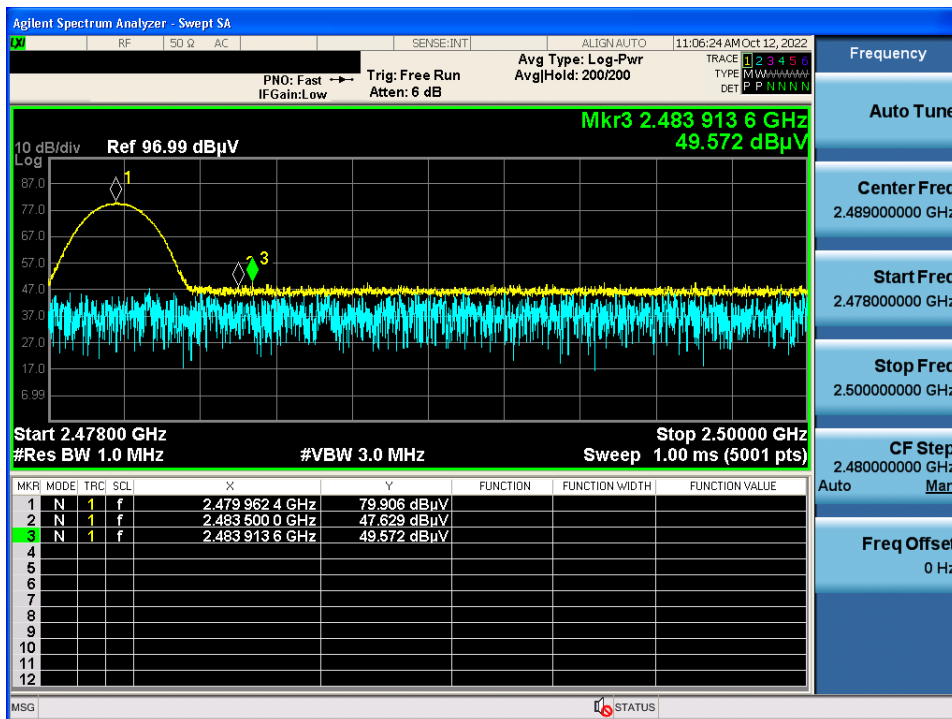 Agilent Spectrum Analyzer - Swept SA
LXI RF 50 Ω AC SENSE:INT ALIGN AUTO 11:06:24 AM Oct 12, 2022
PNO: Fast Trig: Free Run Avg Type: Log-Pwr TRACE 1 2 3 4 5 6
IFGain:Low Atten: 6 dB Avg|Hold: 200/200 TYPE M W W W W W
DET P P N N N N
Mkr3 2.483 913 6 GHz
49.572 dBµV
10 dB/div Ref 96.99 dBµV
Log
87.0
77.0
67.0
57.0
47.0
37.0
27.0
17.0
6.99
1
3
Start 2.47800 GHz Stop 2.50000 GHz
#Res BW 1.0 MHz #VBW 3.0 MHz Sweep 1.00 ms (5001 pts)
MKR MODE TRC SCL X Y FUNCTION FUNCTION WIDTH FUNCTION VALUE
1 N 1 f 2.479 962 4 GHz 79.906 dBµV
2 N 1 f 2.483 500 0 GHz 47.629 dBµV
3 N 1 f 2.483 913 6 GHz 49.572 dBµV
4
5
6
7
8
9
10
11
12
MSG STATUS
Frequency
Auto Tune
Center Freq
2.489000000 GHz
Start Freq
2.478000000 GHz
Stop Freq
2.500000000 GHz
CF Step
2.480000000 GHz
Auto Man
Freq Offset
0 Hz